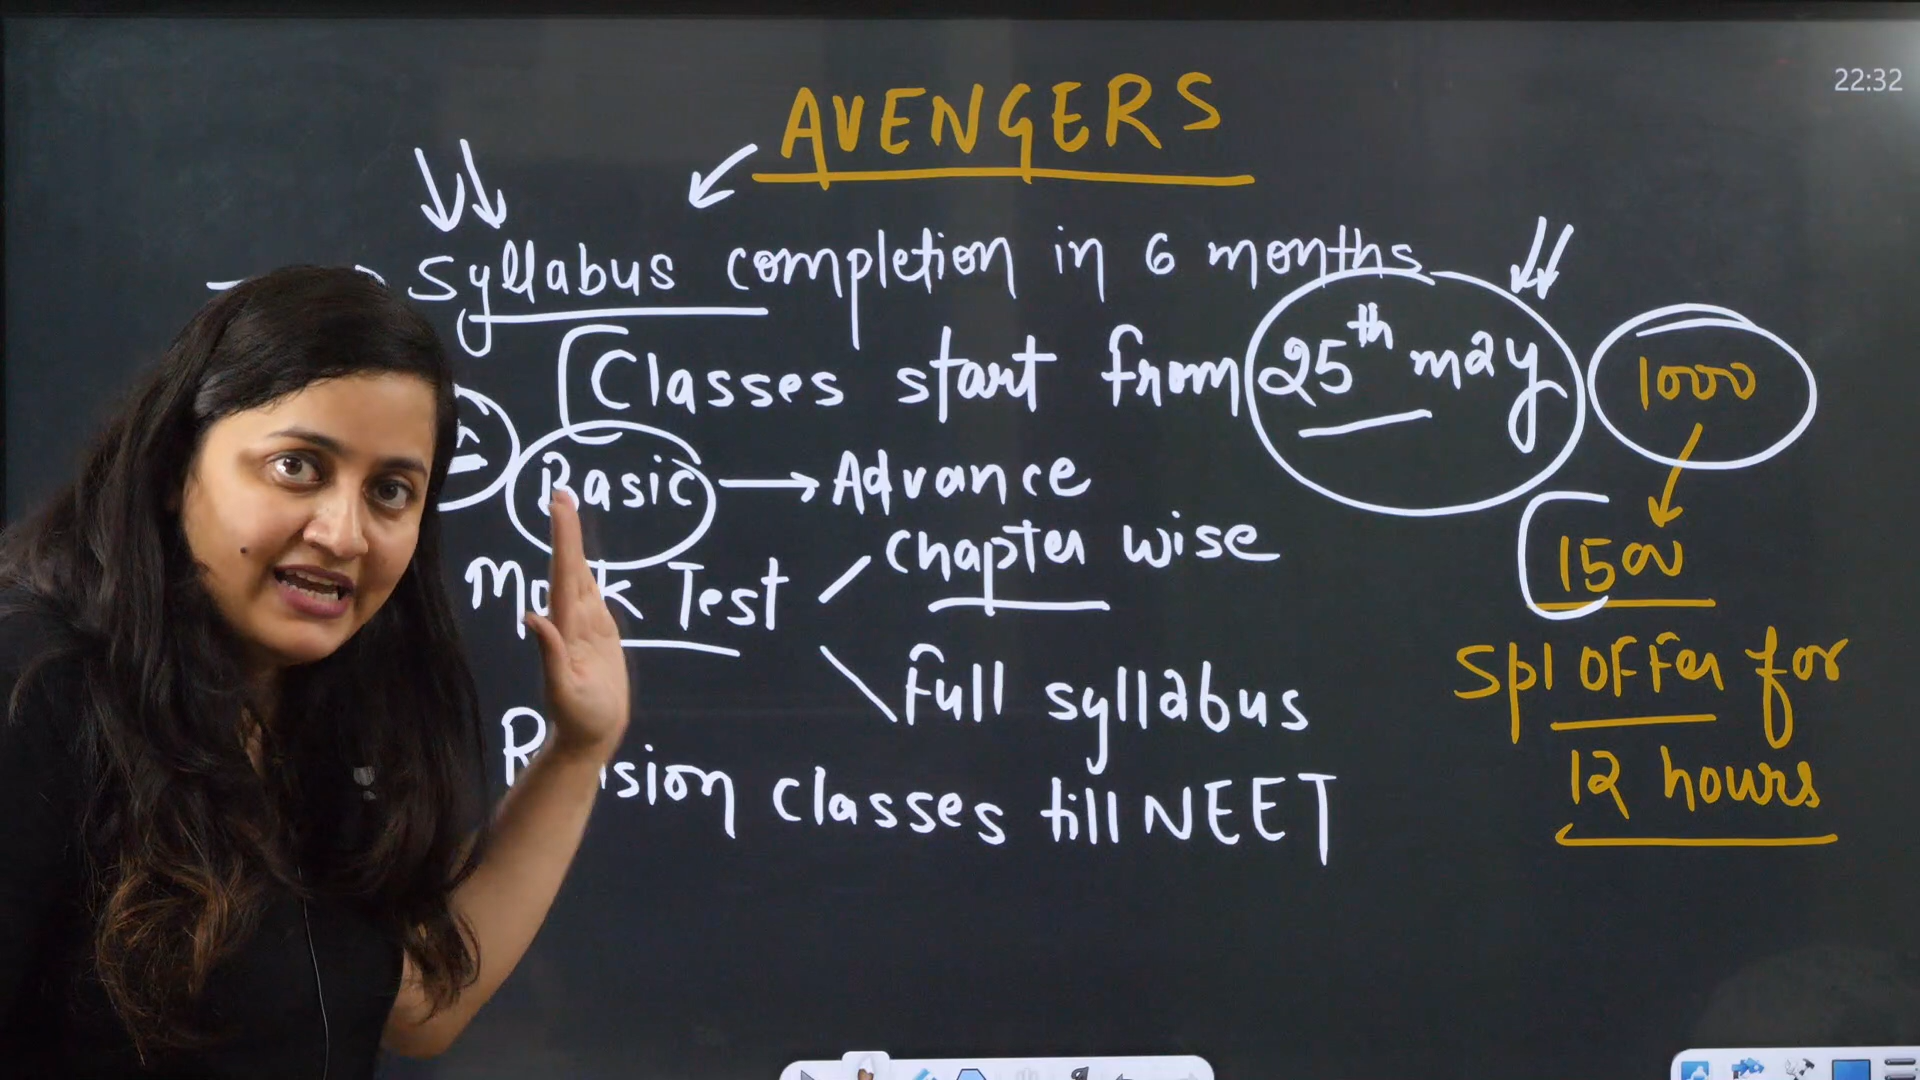 22:32
AVENGERS
Syllabus completion in 6 months
Classes start from 25th may
1000
Basic → Advance
Mock Test
chapter wise
1500
Full syllabus
Spl offer for
12 hours
classes till NEET